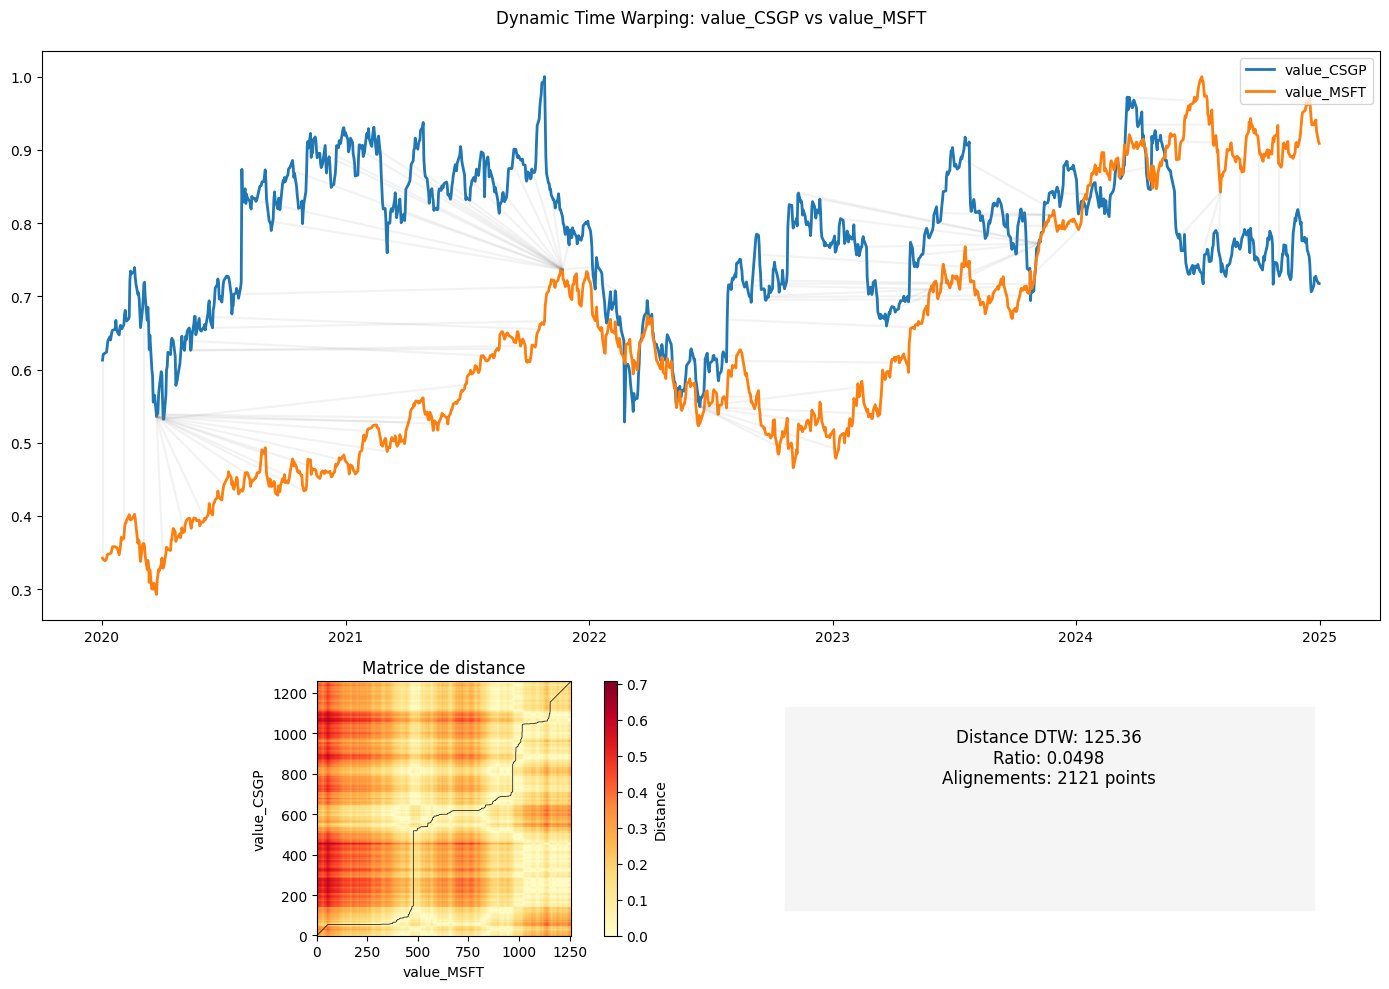 Dynamic Time Warping: value_CSGP vs value_MSFT
value_CSGP
value_MSFT
1.0
0.9
0.8
0.7
0.6
0.5
0.4
0.3
2020 2021 2022 2023 2024 2025
Matrice de distance
value_CSGP
1200
1000
800
600
400
200
0
0 250 500 750 1000 1250
value_MSFT
0.7
0.6
0.5
0.4
0.3
0.2
0.1
0.0
Distance
Distance DTW: 125.36
Ratio: 0.0498
Alignements: 2121 points